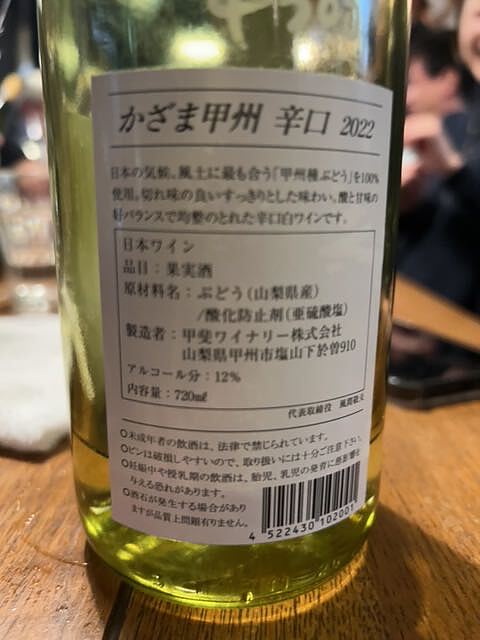 かざま甲州 辛口 2022
日本の気候、風土に最も合う「甲州種ぶどう」を100%
使用。切れ味の良いすっきりとした味わい。酸と甘味の
好バランスで均整のとれた辛口白ワインです。
日本ワイン
品目：果実酒
原材料名：ぶどう(山梨県産)
/酸化防止剤(亜硫酸塩)
製造者：甲斐ワイナリー株式会社
山梨県甲州市塩山下於曽910
アルコール分：12%
内容量：720mℓ
代表取締役 風間敬夫
○未成年者の飲酒は、法律で禁じられています。
○ビンは破損しやすいので、取り扱いには十分ご注意下さい。
○妊娠中や授乳期の飲酒は、胎児、乳児の発育に悪影響を
与える恐れがあります。
○酒石が発生する場合があり
ますが品質上問題有りません。
4 522430 102001